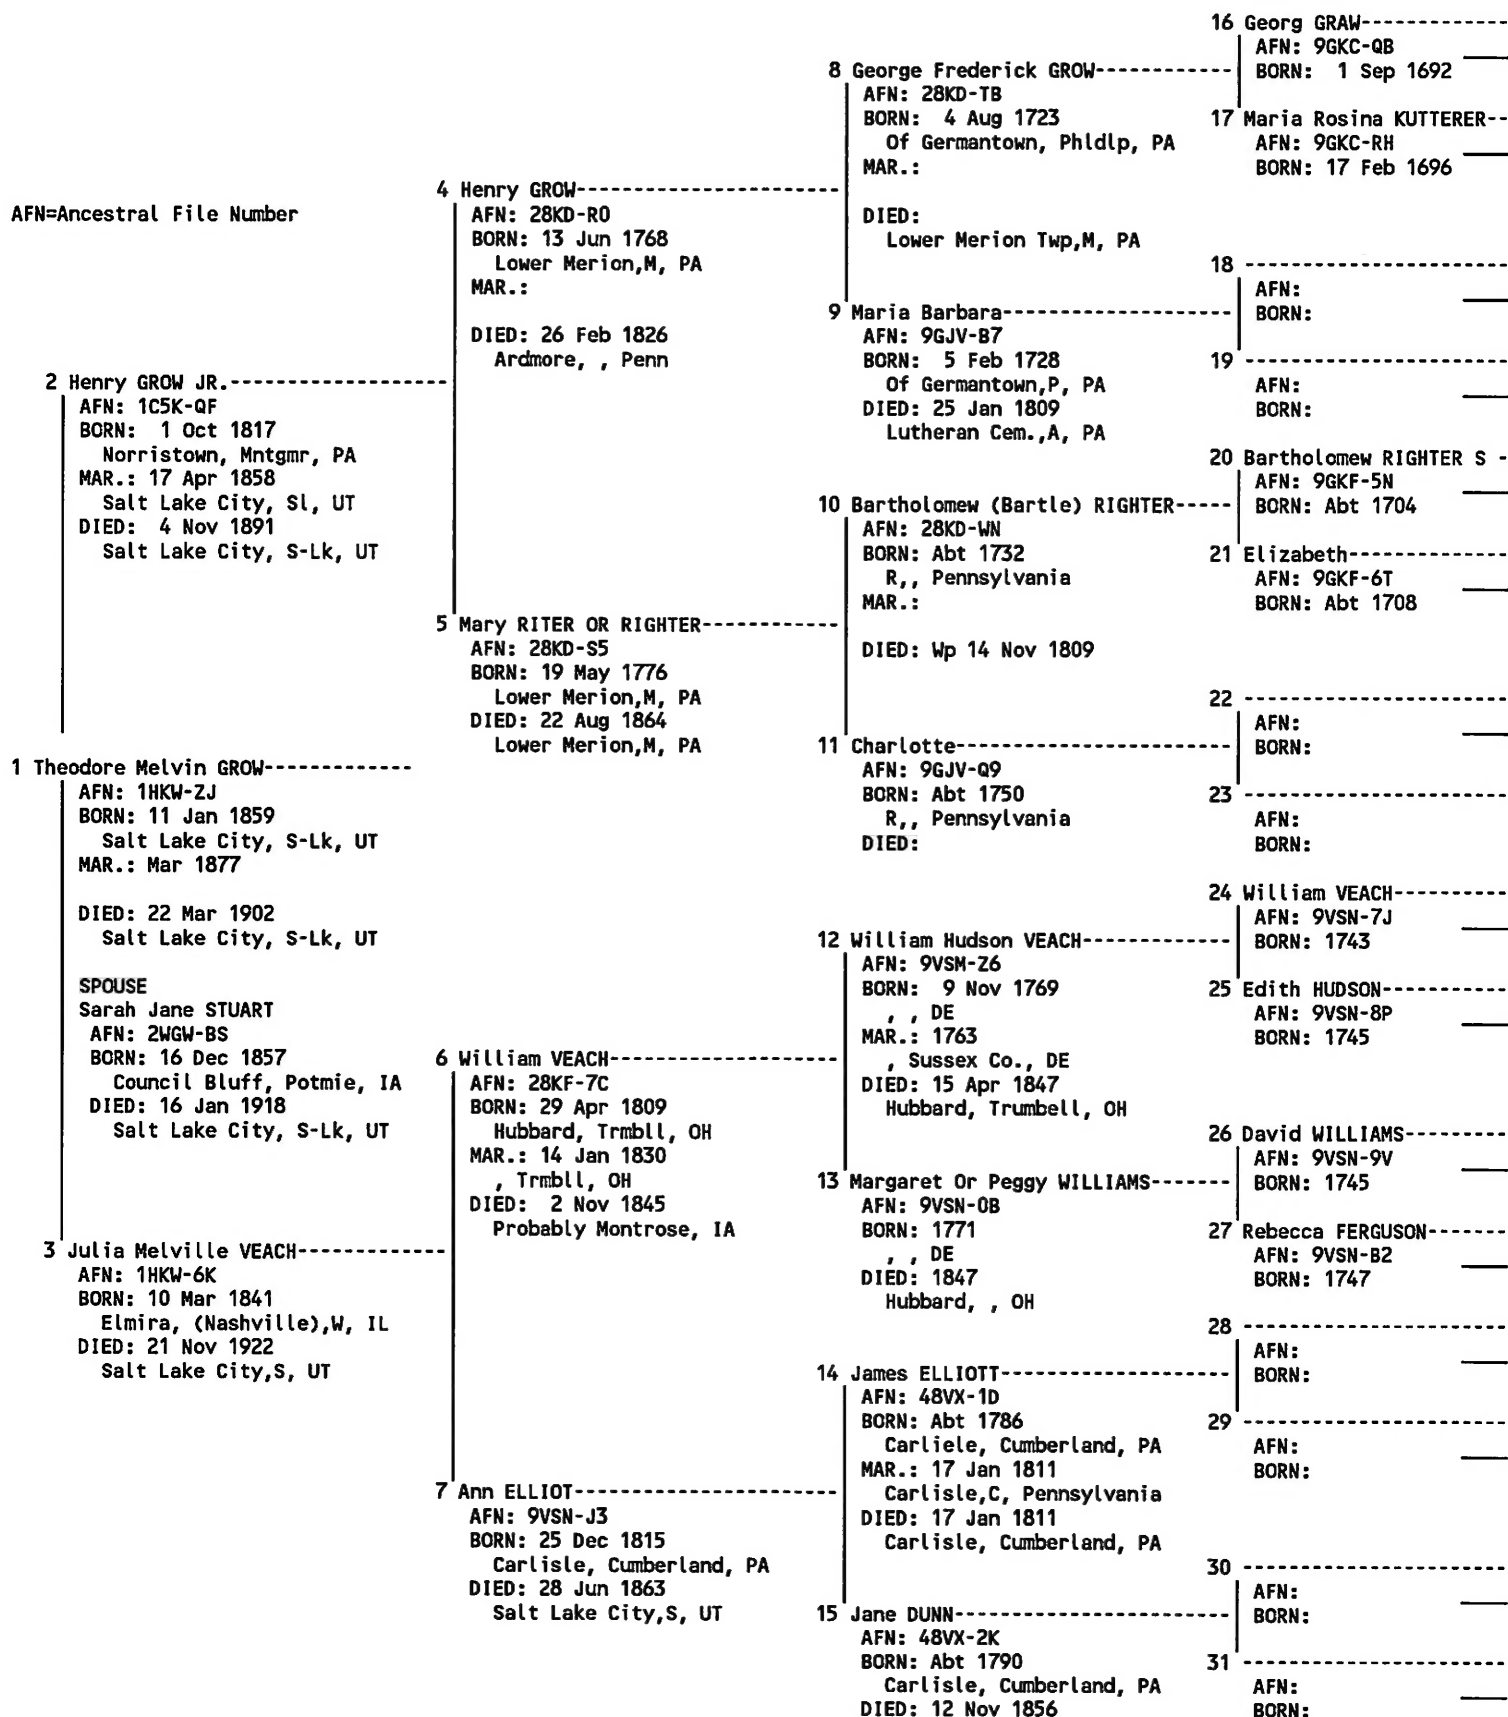 AFN=Ancestral File Number
1 Theodore Melvin GROW------------
AFN: 1HKW-ZJ
BORN: 11 Jan 1859
Salt Lake City, S-Lk, UT
MAR.: Mar 1877
DIED: 22 Mar 1902
Salt Lake City, S-Lk, UT
SPOUSE
Sarah Jane STUART
AFN: 2WGW-BS
BORN: 16 Dec 1857
Council Bluff, Potmie, IA
DIED: 16 Jan 1918
Salt Lake City, S-Lk, UT
2 Henry GROW JR.------------------
AFN: 1C5K-QF
BORN: 1 Oct 1817
Norristown, Mntgmr, PA
MAR.: 17 Apr 1858
Salt Lake City, Sl, UT
DIED: 4 Nov 1891
Salt Lake City, S-Lk, UT
3 Julia Melville VEACH------------
AFN: 1HKW-6K
BORN: 10 Mar 1841
Elmira, (Nashville),W, IL
DIED: 21 Nov 1922
Salt Lake City,S, UT
4 Henry GROW----------------------
AFN: 28KD-R0
BORN: 13 Jun 1768
Lower Merion,M, PA
MAR.:
DIED: 26 Feb 1826
Ardmore, , Penn
5 Mary RITER OR RIGHTER-----------
AFN: 28KD-S5
BORN: 19 May 1776
Lower Merion,M, PA
DIED: 22 Aug 1864
Lower Merion,M, PA
6 William VEACH-------------------
AFN: 28KF-7C
BORN: 29 Apr 1809
Hubbard, Trmbll, OH
MAR.: 14 Jan 1830
, Trmbll, OH
DIED: 2 Nov 1845
Probably Montrose, IA
7 Ann ELLIOT----------------------
AFN: 9VSN-J3
BORN: 25 Dec 1815
Carlisle, Cumberland, PA
DIED: 28 Jun 1863
Salt Lake City,S, UT
8 George Frederick GROW-----------
AFN: 28KD-TB
BORN: 4 Aug 1723
Of Germantown, Phldlp, PA
MAR.:
DIED:
Lower Merion Twp,M, PA
9 Maria Barbara-------------------
AFN: 9GJV-B7
BORN: 5 Feb 1728
Of Germantown,P, PA
DIED: 25 Jan 1809
Lutheran Cem.,A, PA
10 Bartholomew (Bartle) RIGHTER-----
AFN: 28KD-WN
BORN: Abt 1732
R,, Pennsylvania
MAR.:
DIED: Wp 14 Nov 1809
11 Charlotte-----------------------
AFN: 9GJV-Q9
BORN: Abt 1750
R,, Pennsylvania
DIED:
12 William Hudson VEACH------------
AFN: 9VSM-Z6
BORN: 9 Nov 1769
, , DE
MAR.: 1763
, Sussex Co., DE
DIED: 15 Apr 1847
Hubbard, Trumbell, OH
13 Margaret Or Peggy WILLIAMS-------
AFN: 9VSN-0B
BORN: 1771
, , DE
DIED: 1847
Hubbard, , OH
14 James ELLIOTT-------------------
AFN: 48VX-1D
BORN: Abt 1786
Carliele, Cumberland, PA
MAR.: 17 Jan 1811
Carlisle,C, Pennsylvania
DIED: 17 Jan 1811
Carlisle, Cumberland, PA
15 Jane DUNN-----------------------
AFN: 48VX-2K
BORN: Abt 1790
Carlisle, Cumberland, PA
DIED: 12 Nov 1856
16 Georg GRAW------------
AFN: 9GKC-QB
BORN: 1 Sep 1692
17 Maria Rosina KUTTERER--
AFN: 9GKC-RH
BORN: 17 Feb 1696
18 ----------------------
AFN:
BORN:
19 ----------------------
AFN:
BORN:
20 Bartholomew RIGHTER S -
AFN: 9GKF-5N
BORN: Abt 1704
21 Elizabeth-------------
AFN: 9GKF-6T
BORN: Abt 1708
22 ----------------------
AFN:
BORN:
23 ----------------------
AFN:
BORN:
24 William VEACH---------
AFN: 9VSN-7J
BORN: 1743
25 Edith HUDSON----------
AFN: 9VSN-8P
BORN: 1745
26 David WILLIAMS--------
AFN: 9VSN-9V
BORN: 1745
27 Rebecca FERGUSON------
AFN: 9VSN-B2
BORN: 1747
28 ----------------------
AFN:
BORN:
29 ----------------------
AFN:
BORN:
30 ----------------------
AFN:
BORN:
31 ----------------------
AFN:
BORN: